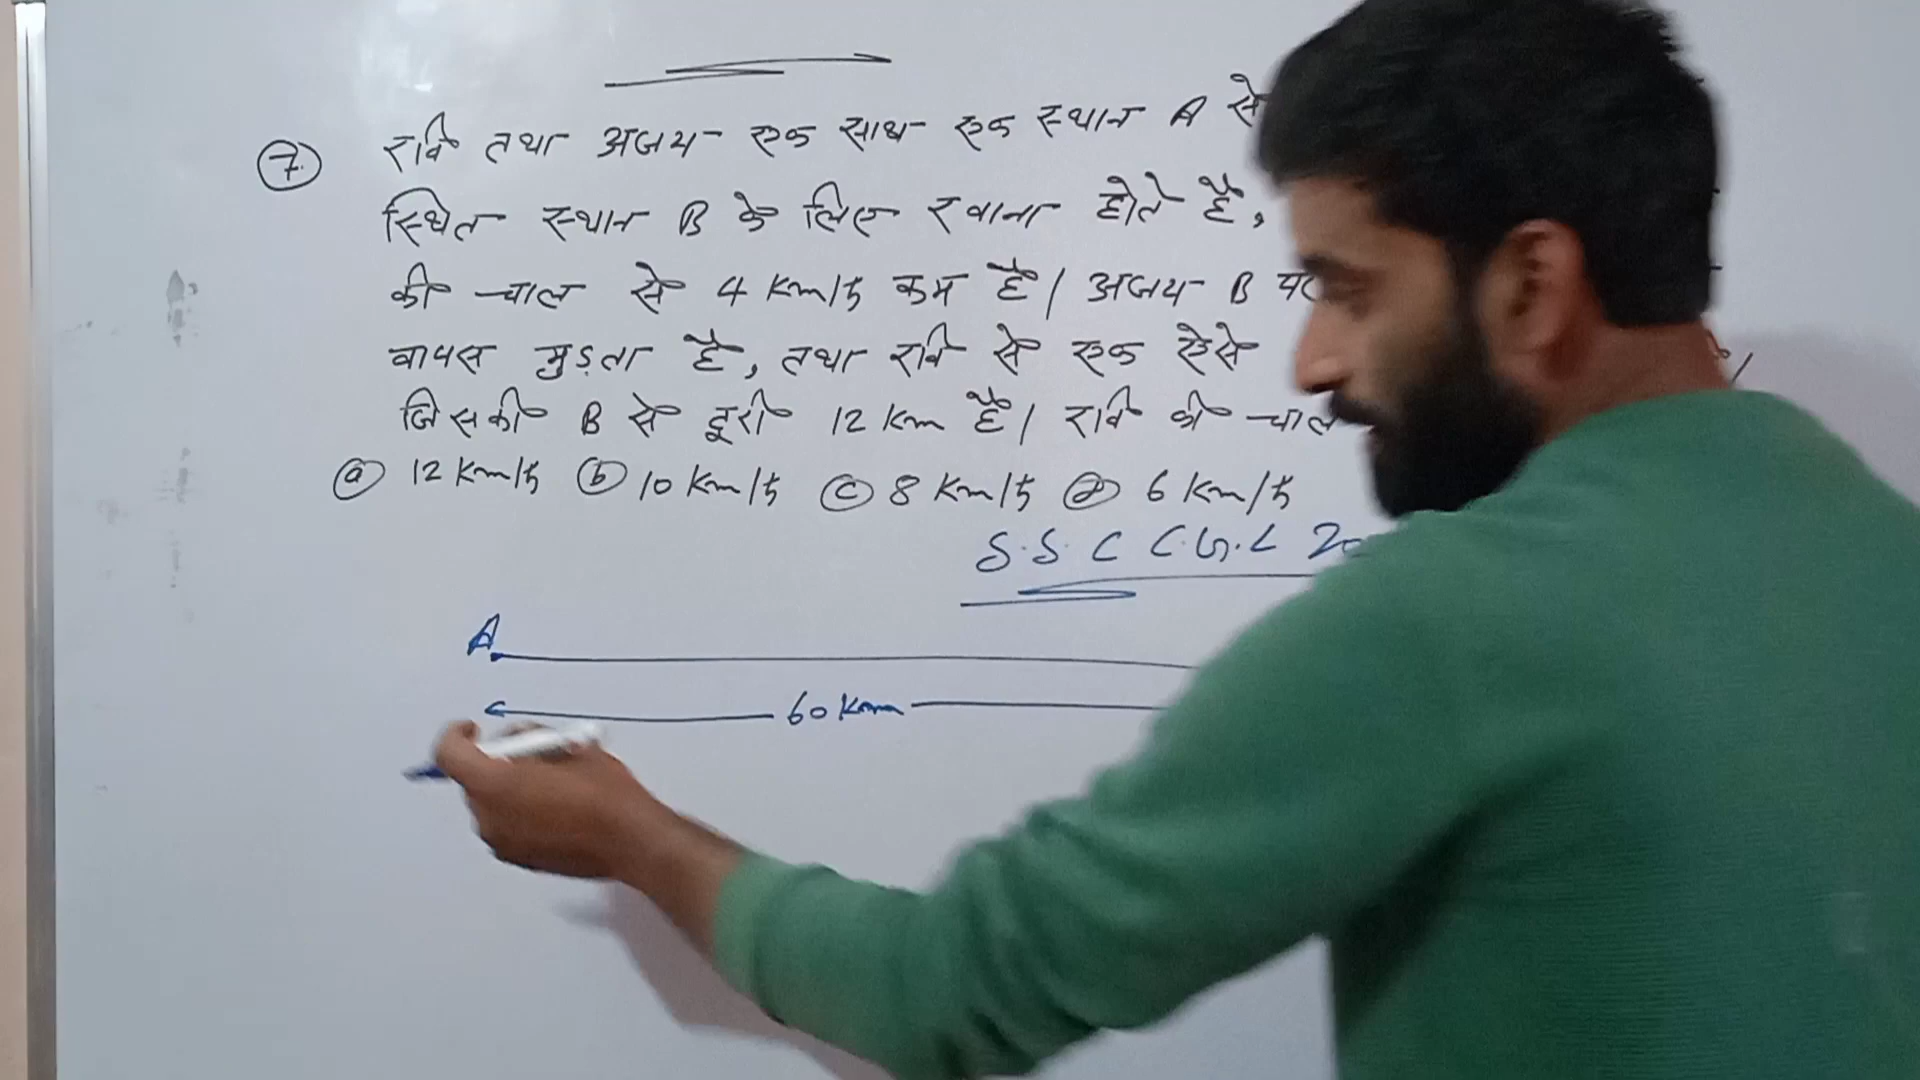 7. रवि तथा अजय एक साथ एक स्थान A से
स्थित स्थान B के लिए रवाना होते हैं,
की चाल से 4 Km/h कम है। अजय B पर
वापस मुड़ता है, तथा रवि से एक ऐसे
जिसकी B से दूरी 12 Km है। रवि की चाल
(a) 12 Km/h (b) 10 Km/h (c) 8 Km/h (d) 6 Km/h
S.S.C C.G.L
A
60 Km